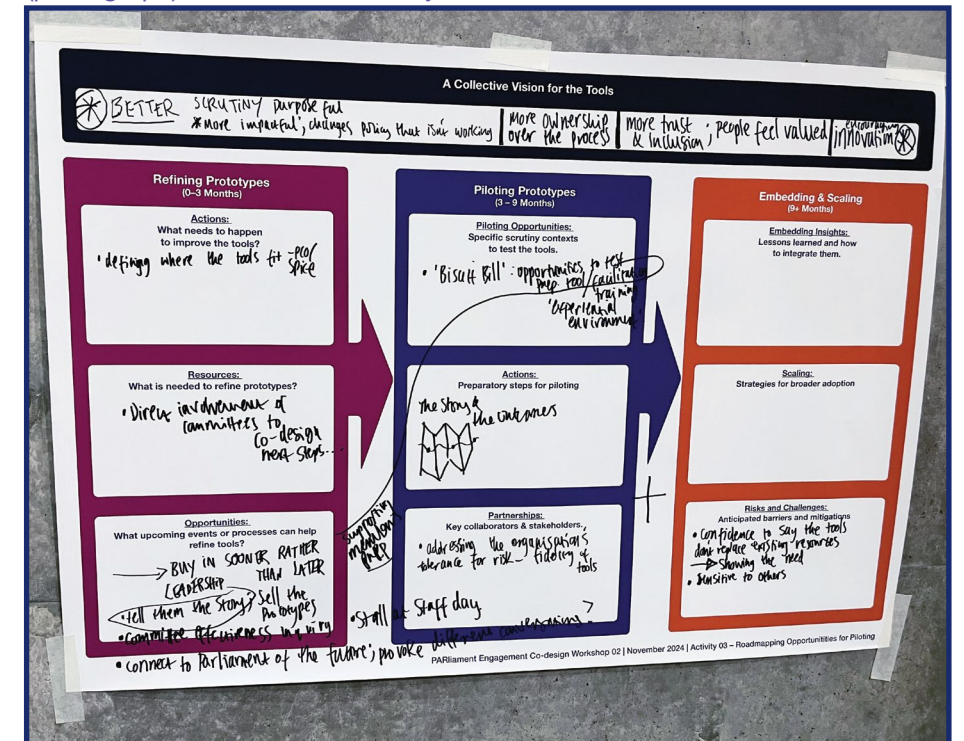 A Collective Vision for the Tools
BETTER SCRUTINY purposeful
*More impactful; changes policy that isn't working
More ownership
over the process
More trust
& inclusion; people feel valued
encouraging
innovation
Refining Prototypes
(0–3 Months)
Actions:
What needs to happen
to improve the tools?
• defining where the tools fit -
spice
Resources:
What is needed to refine prototypes?
• Direct involvement of
committees to
co-design
next steps...
Opportunities:
What upcoming events or processes can help
refine tools?
BUY IN SOONER RATHER
THAN LATER
LEADERSHIP
• tell them the story? Sell the
prototypes
• Committee effectiveness inquiry
• connect to Parliament of the future; provoke different conversations.
supporting
members
prep
Piloting Prototypes
(3 – 9 Months)
Piloting Opportunities:
Specific scrutiny contexts
to test the tools.
• 'Biscuit Bill': opportunities to test
prep. tool/facilitation
training
'experiential
environment'
Actions:
Preparatory steps for piloting
the story &
the outcomes
Partnerships:
Key collaborators & stakeholders.
• addressing the organisation's
tolerance for risk – fidelity of
tools
• Stall at Staff day
Embedding & Scaling
(9+ Months)
Embedding Insights:
Lessons learned and how
to integrate them.
Scaling:
Strategies for broader adoption
Risks and Challenges:
Anticipated barriers and mitigations
• Confidence to say the tools
don't replace existing resources
→ showing the need
• Sensitive to others
PARliament Engagement Co-design Workshop 02 | November 2024 | Activity 03 – Roadmapping Opportunitities for Piloting